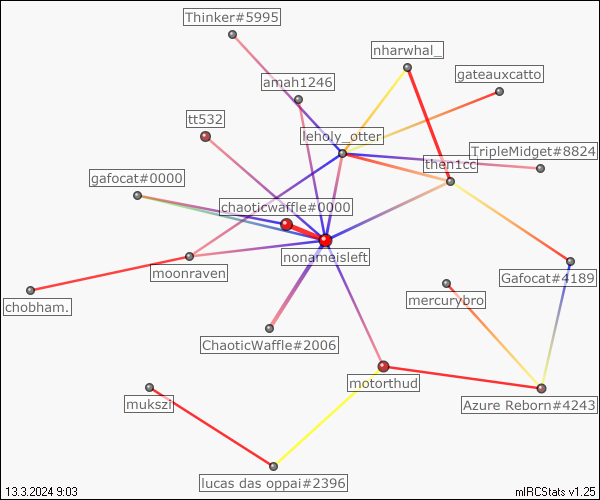 Thinker#5995
nharwhal_
gateauxcatto
amah1246
tt532
leholy_otter
TripleMidget#8824
then1cc
gafocat#0000
chaoticwaffle#0000
nonameisleft
moonraven
Gafocat#4189
mercurybro
chobham.
ChaoticWaffle#2006
motorthud
mukszi
Azure Reborn#4243
lucas das oppai#2396
13.3.2024 9:03
mIRCStats v1.25